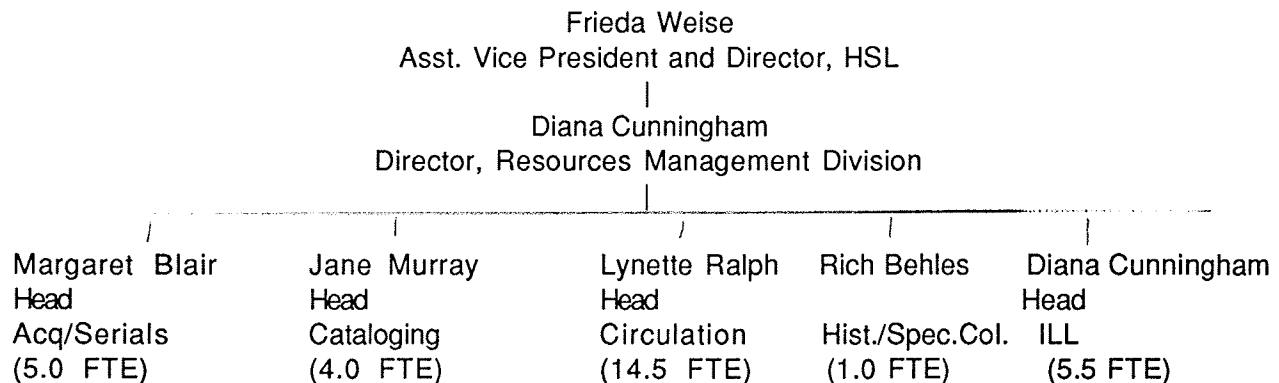 Frieda Weise
Asst. Vice President and Director, HSL
Diana Cunningham
Director, Resources Management Division
Margaret Blair Jane Murray Lynette Ralph Rich Behles Diana Cunningham
Head Head Head Head
Acq/Serials Cataloging Circulation Hist./Spec.Col. ILL
(5.0 FTE) (4.0 FTE) (14.5 FTE) (1.0 FTE) (5.5 FTE)